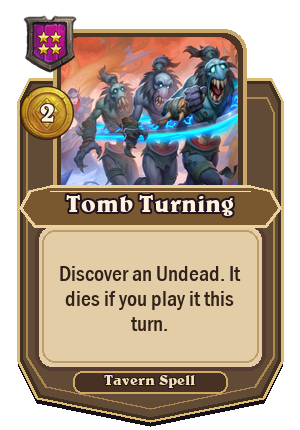 2
Tomb Turning
Discover an Undead. It
dies if you play it this
turn.
Tavern Spell